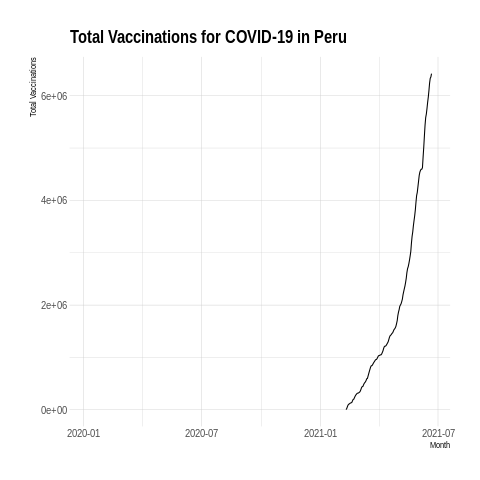 Total Vaccinations for COVID-19 in Peru
Total Vaccinations
6e+06
4e+06
2e+06
0e+00
2020-01 2020-07 2021-01 2021-07
Month